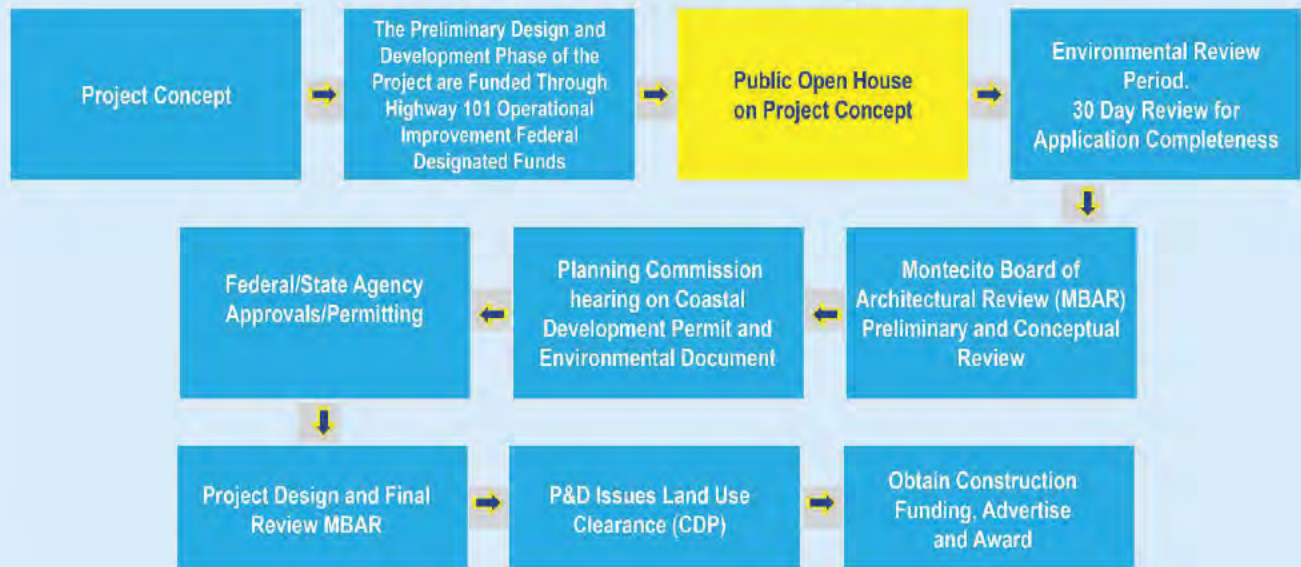 Project Concept
The Preliminary Design and
Development Phase of the
Project are Funded Through
Highway 101 Operational
Improvement Federal
Designated Funds
Public Open House
on Project Concept
Environmental Review
Period.
30 Day Review for
Application Completeness
Montecito Board of
Architectural Review (MBAR)
Preliminary and Conceptual
Review
Planning Commission
hearing on Coastal
Development Permit and
Environmental Document
Federal/State Agency
Approvals/Permitting
Project Design and Final
Review MBAR
P&D Issues Land Use
Clearance (CDP)
Obtain Construction
Funding, Advertise
and Award